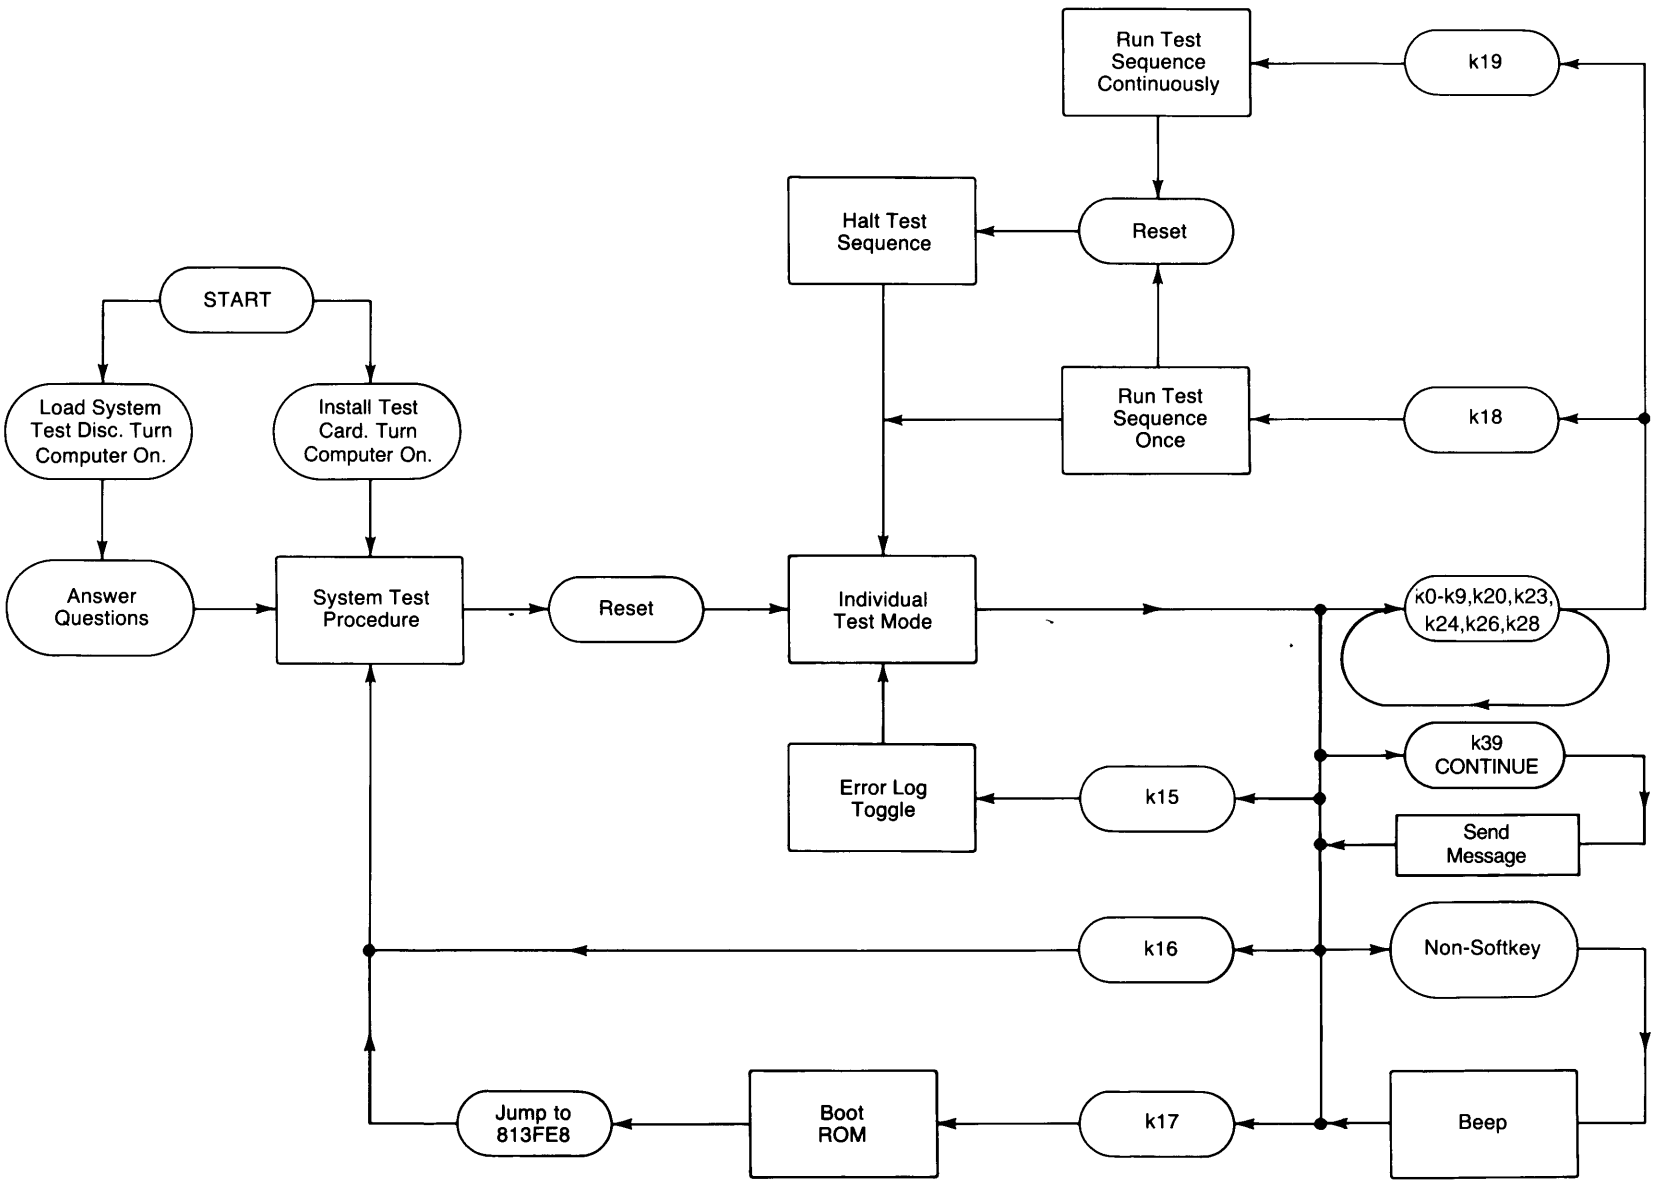 Run Test
Sequence
Continuously
k19
Halt Test
Sequence
Reset
START
Load System
Test Disc. Turn
Computer On.
Install Test
Card. Turn
Computer On.
Run Test
Sequence
Once
k18
Answer
Questions
System Test
Procedure
Reset
Individual
Test Mode
k0-k9,k20,k23,
k24,k26,k28
k39
CONTINUE
Error Log
Toggle
k15
Send
Message
k16
Non-Softkey
Jump to
813FE8
Boot
ROM
k17
Beep